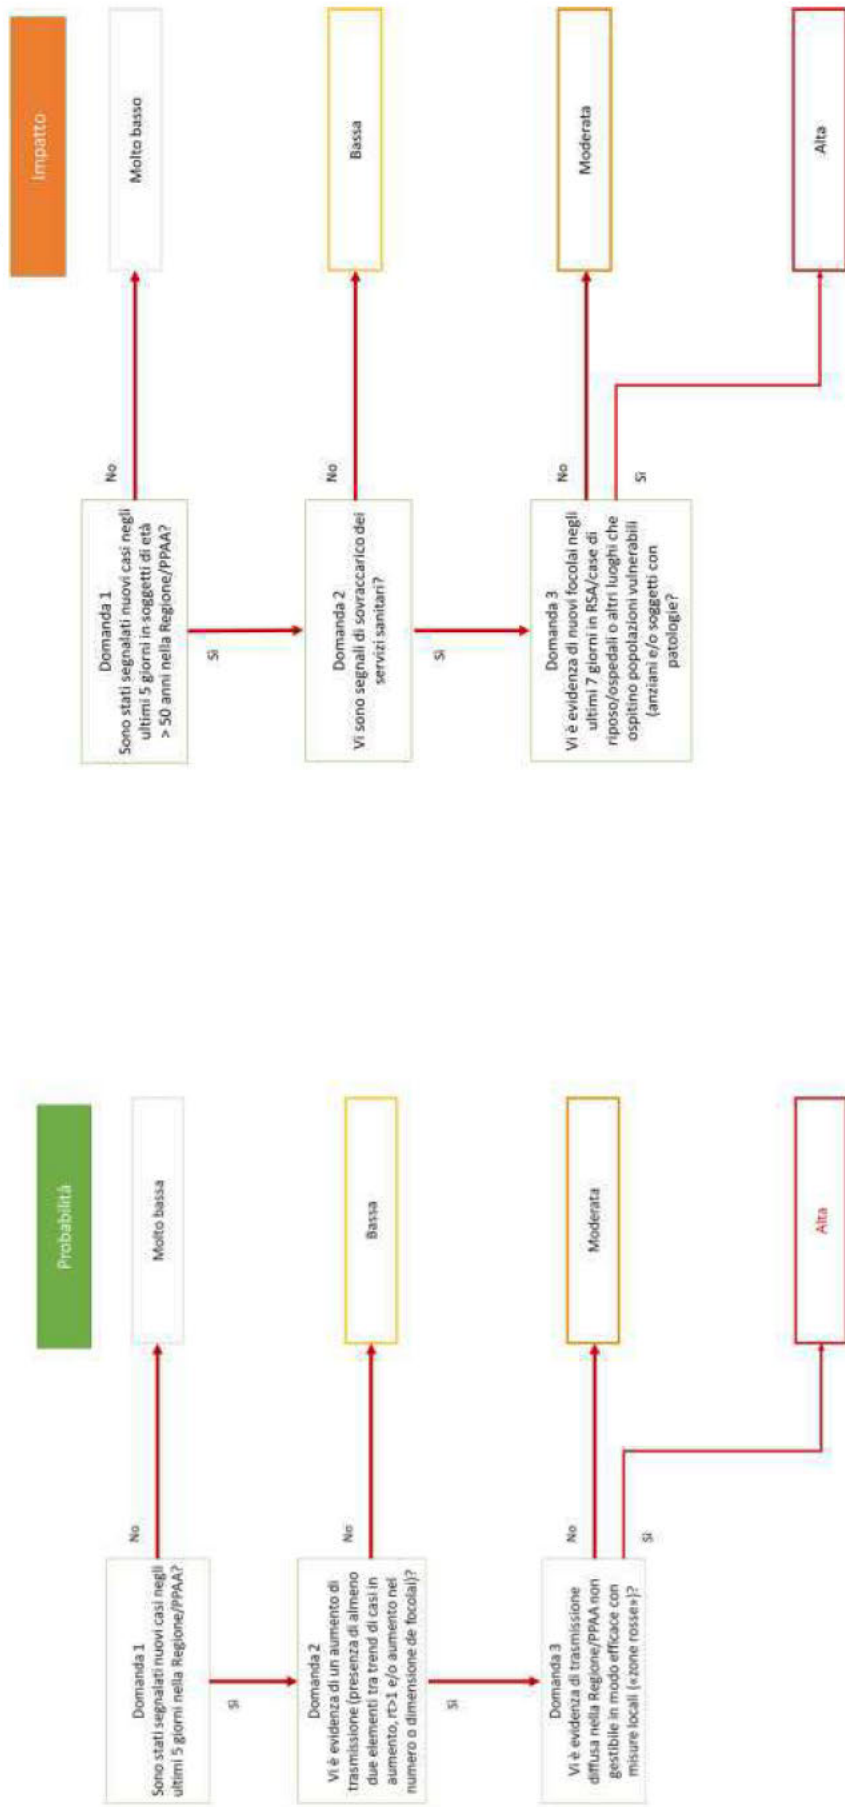 Probabilità
Domanda 1
Sono stati segnalati nuovi casi negli
ultimi 5 giorni nella Regione/PPAA?
No
Molto bassa
Sì
Domanda 2
Vi è evidenza di un aumento di
trasmissione (presenza di almeno
due elementi tra trend di casi in
aumento, rt>1 e/o aumento nel
numero o dimensione de focolai)?
No
Bassa
Sì
Domanda 3
Vi è evidenza di trasmissione
diffusa nella Regione/PPAA non
gestibile in modo efficace con
misure locali («zone rosse»)?
No
Moderata
Sì
Alta
Impatto
Domanda 1
Sono stati segnalati nuovi casi negli
ultimi 5 giorni in soggetti di età
> 50 anni nella Regione/PPAA?
No
Molto basso
Sì
Domanda 2
Vi sono segnali di sovraccarico dei
servizi sanitari?
No
Bassa
Sì
Domanda 3
Vi è evidenza di nuovi focolai negli
ultimi 7 giorni in RSA/case di
riposo/ospedali o altri luoghi che
ospitino popolazioni vulnerabili
(anziani e/o soggetti con
patologie?
No
Moderata
Sì
Alta